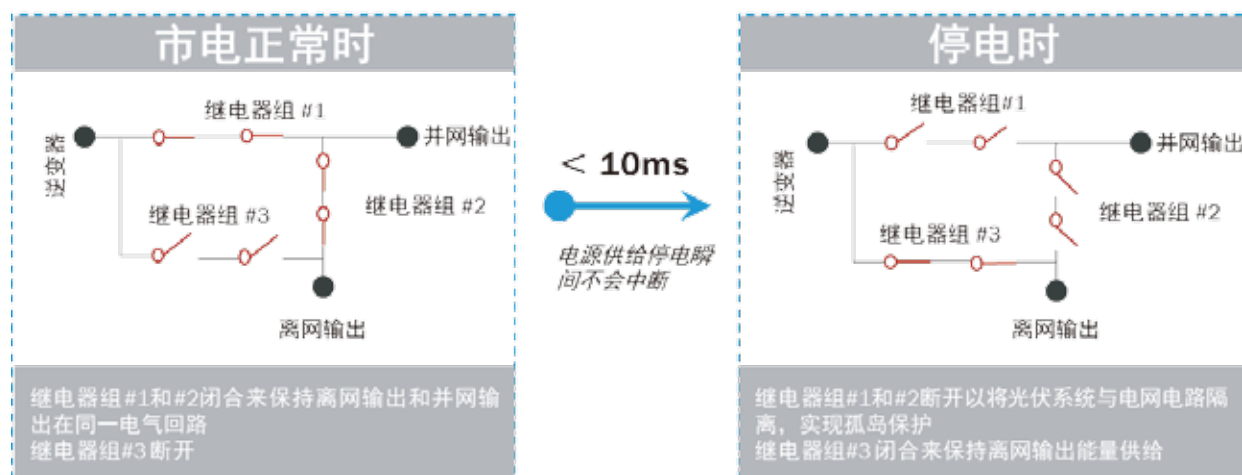 市电正常时
继电器组 #1
逆变器
并网输出
继电器组 #3
继电器组 #2
离网输出
继电器组#1和#2闭合来保持离网输出和并网输
出在同一电气回路
继电器组#3断开
< 10ms
电源供给停电瞬
间不会中断
停电时
继电器组#1
逆变器
并网输出
继电器组 #2
继电器组 #3
离网输出
继电器组#1和#2断开以将光伏系统与电网电路隔
离，实现孤岛保护
继电器组#3闭合来保持离网输出能量供给